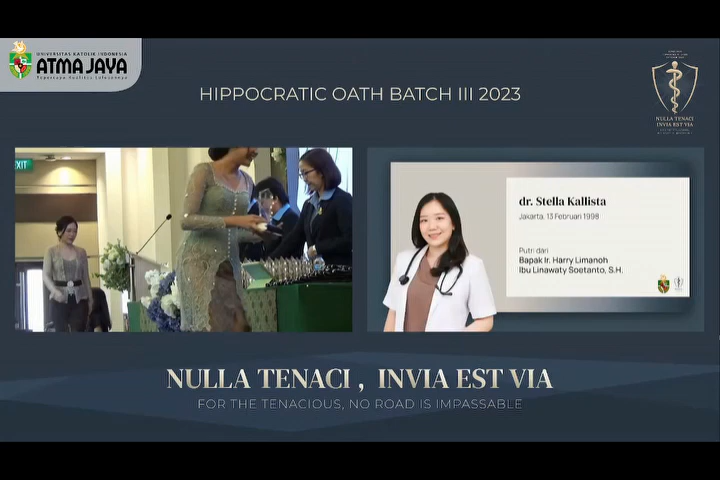 UNIVERSITAS KATOLIK INDONESIA
ATMA JAYA
HIPPOCRATIC OATH BATCH III 2023
NULLA TENACI
INVIA EST VIA
EXIT
dr. Stella Kallista
Jakarta, 13 Februari 1998
Putri dari
Bapak Ir. Harry Limanoh
Ibu Linawaty Soetanto, S.H.
NULLA TENACI , INVIA EST VIA
FOR THE TENACIOUS, NO ROAD IS IMPASSABLE